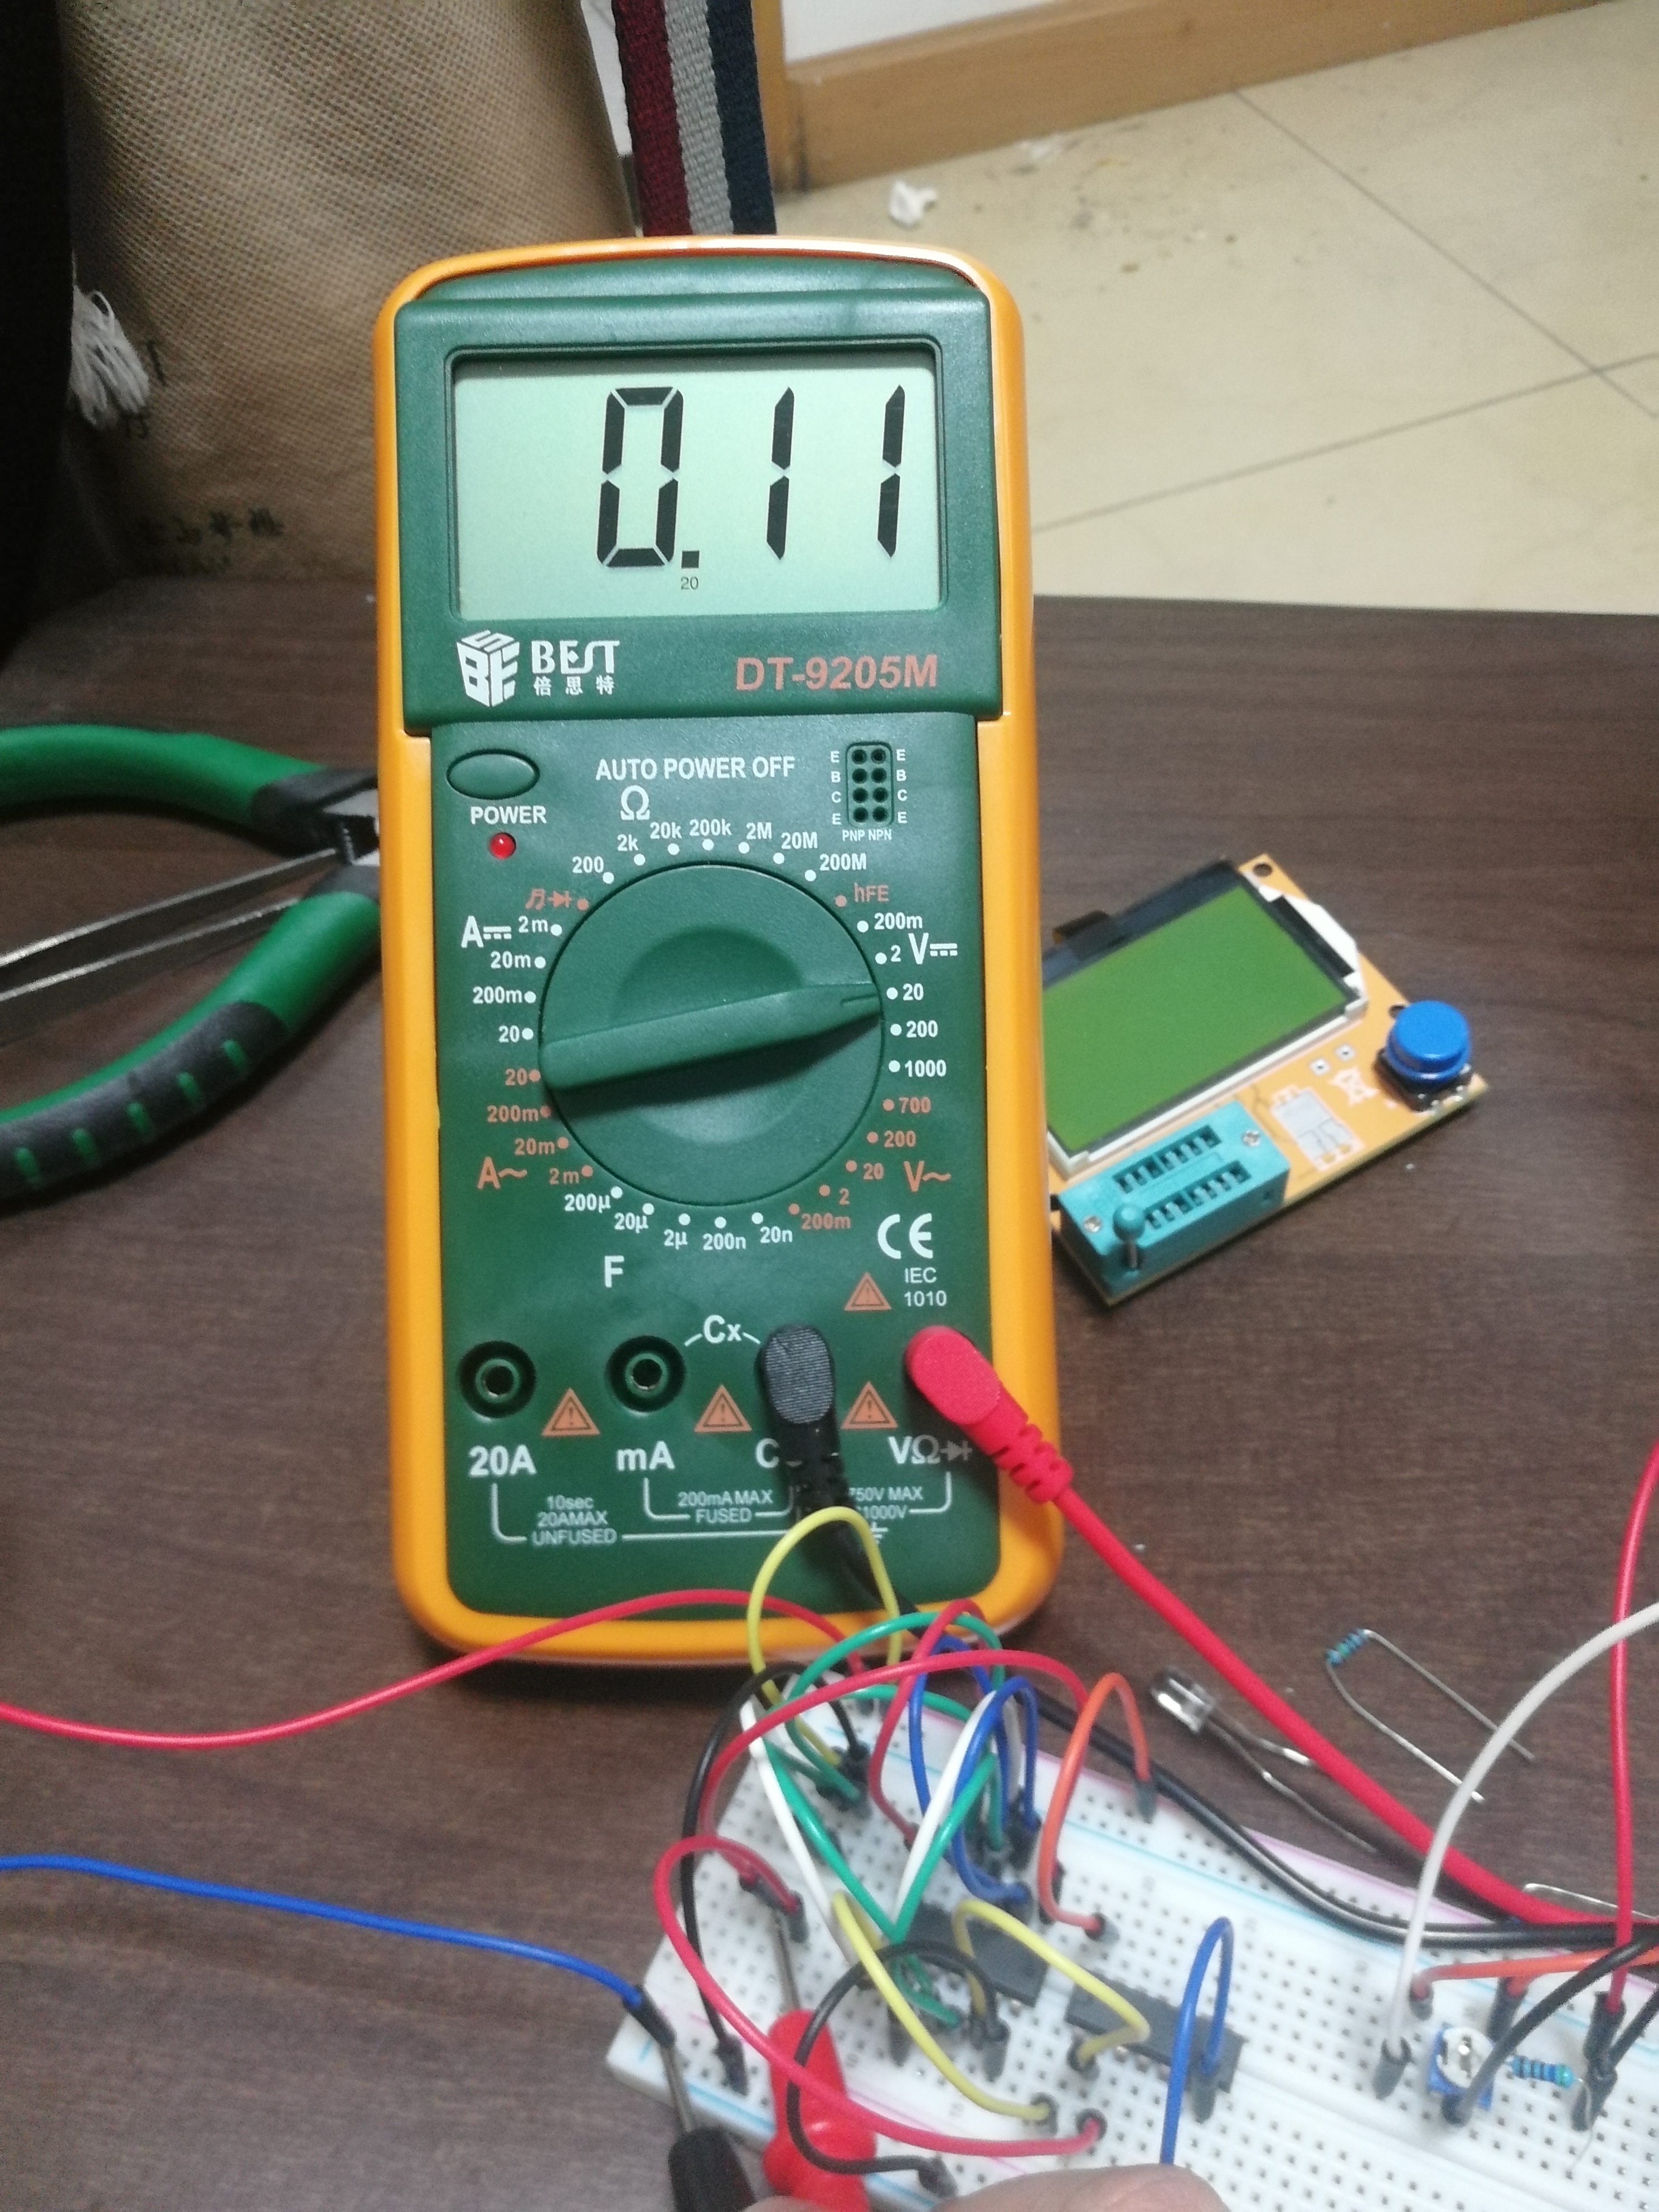 0.11
20
BEST
倍思特
DT-9205M
AUTO POWER OFF
POWER
Ω
200
2k
20k
200k
2M
20M
200M
E E
B B
C C
E E
PNP NPN
hFE
200m
2
V
20
200
1000
700
200
20
V~
2
200m
A
2m
20m
200m
20
20
200m
20m
A~
2m
200µ
20µ
2µ
200n
20n
F
CE
IEC
1010
Cx
20A
mA
C
VΩ
10sec
20AMAX
UNFUSED
200mA MAX
FUSED
750V MAX
1000V